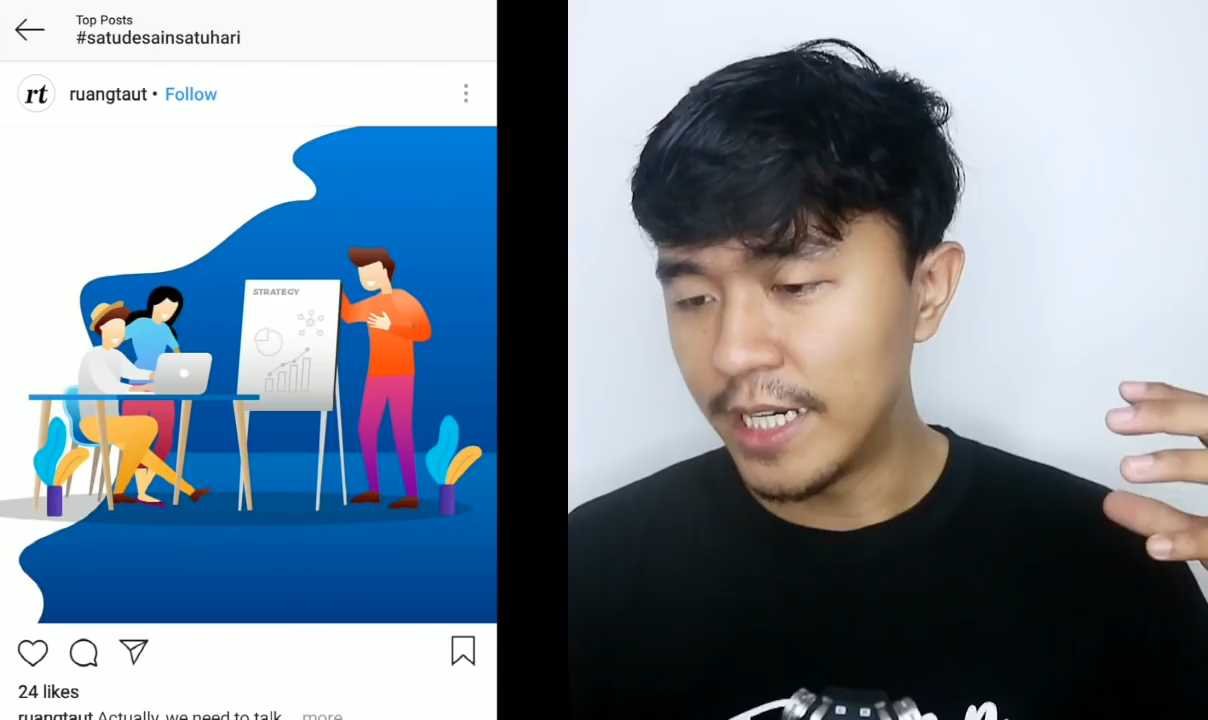 Top Posts
#satudesainsatuhari
rt
ruangtaut • Follow
STRATEGY
24 likes
ruangtaut Actually, we need to talk... more